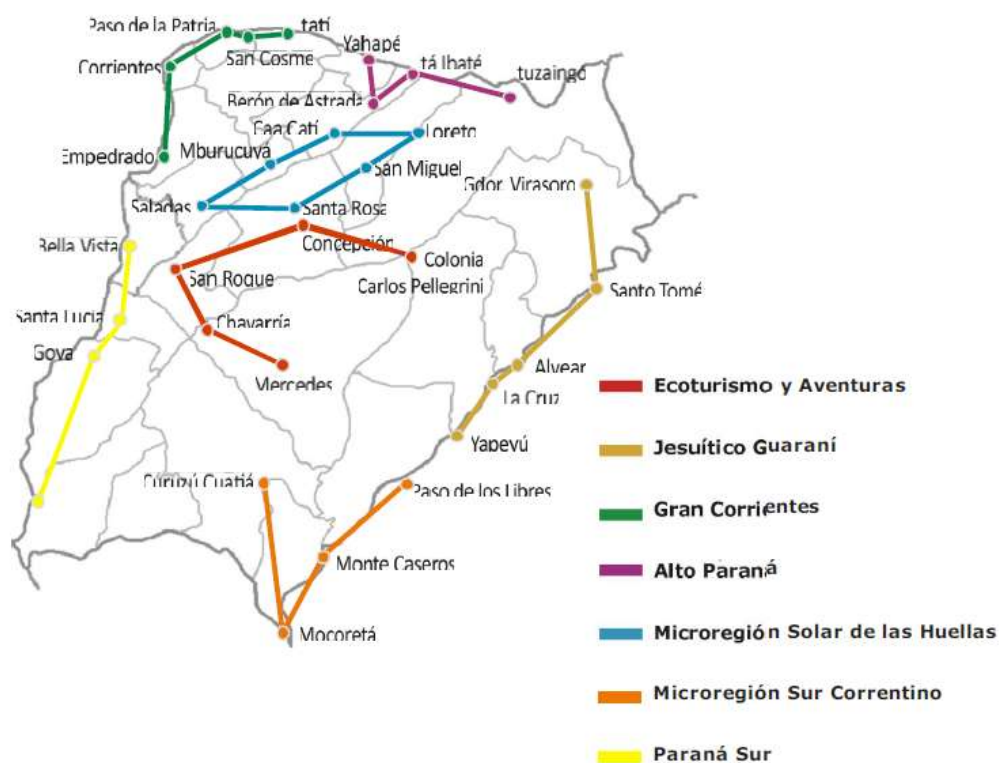 Paso de la Patria
tatí
San Cosme
Yahapé
Corrientes
tá Ibaté
tuzaingó
Berón de Astrada
Caá Catí
Loreto
Empedrado
Mburucuyá
San Miguel
Gdor. Virasoro
Saladas
Santa Rosa
Bella Vista
Concepción
Colonia
Carlos Pellegrini
San Roque
Santo Tomé
Santa Lucía
Chavarría
Goya
Alvear
Mercedes
La Cruz
Yapeyú
Curuzú Cuatiá
Paso de los Libres
Monte Caseros
Mocoretá
Ecoturismo y Aventuras
Jesuítico Guaraní
Gran Corrientes
Alto Paraná
Microregión Solar de las Huellas
Microregión Sur Correntino
Paraná Sur